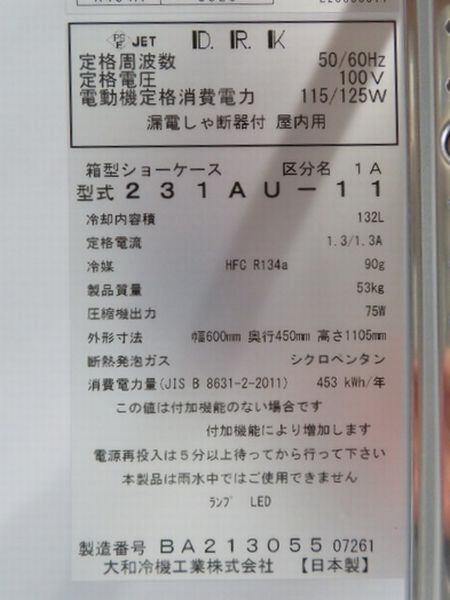 PS E JET D.R.K
定格周波数 50/60Hz
定格電圧 100V
電動機定格消費電力 115/125W
漏電しゃ断器付 屋内用
箱型ショーケース 区分名 1A
型式 231AU-11
冷却内容積 132L
定格電流 1.3/1.3A
冷媒 HFC R134a 90g
製品質量 53kg
圧縮機出力 75W
外形寸法 幅600mm 奥行450mm 高さ1105mm
断熱発泡ガス シクロペンタン
消費電力量(JIS B 8631-2-2011) 453 kWh/年
この値は付加機能のない場合です
付加機能により増加します
電源再投入は5分以上待ってから行って下さい
本製品は雨水中ではご使用できません
ランプ LED
製造番号 BA213055 07261
大和冷機工業株式会社 【日本製】